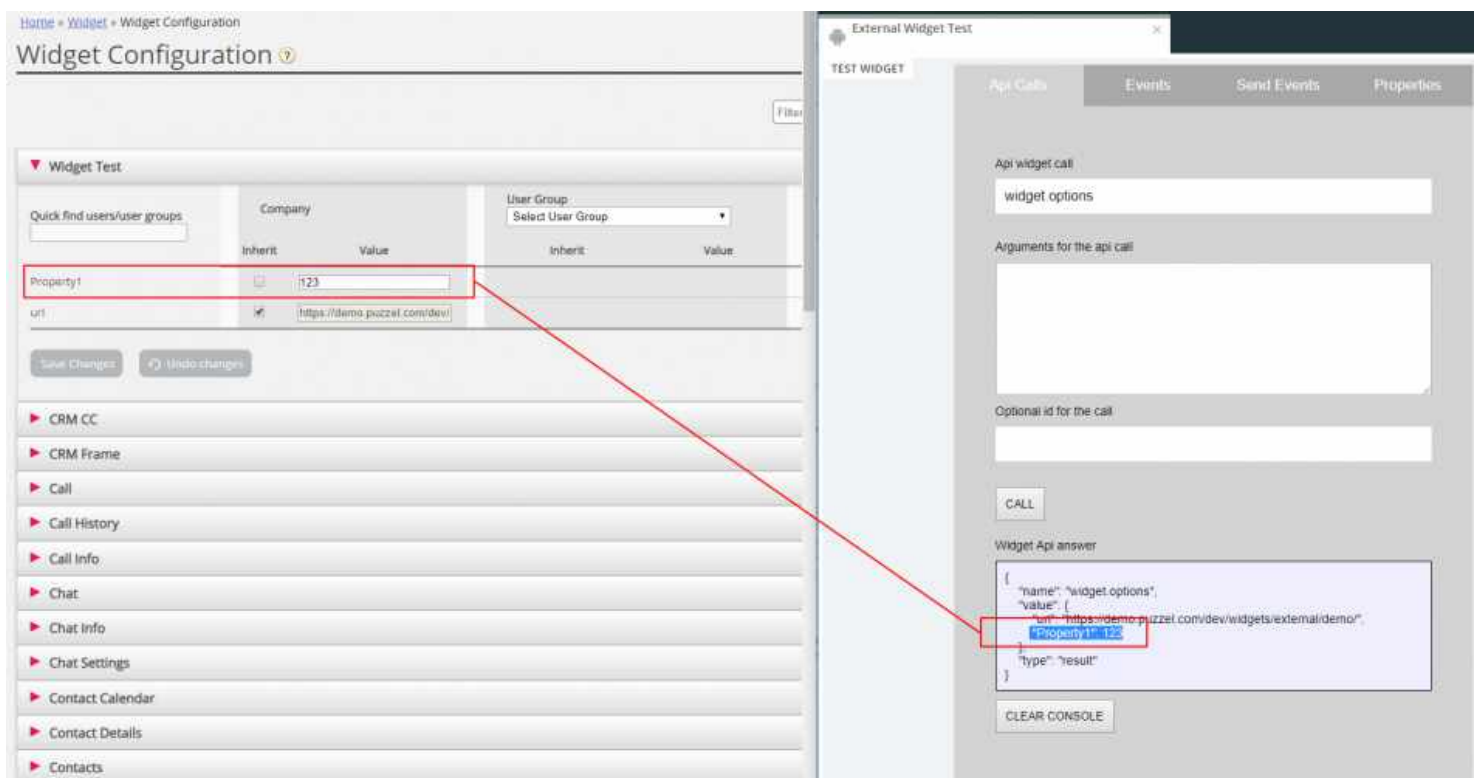 Home » Widget » Widget Configuration
Widget Configuration ?
Filter
Widget Test
Quick find users/user groups
Company
User Group
Select User Group
Inherit Value
Inherit Value
Property1
123
url
https://demo.puzzel.com/dev/
Save Changes
Undo changes
CRM CC
CRM Frame
Call
Call History
Call Info
Chat
Chat Info
Chat Settings
Contact Calendar
Contact Details
Contacts
External Widget Test
TEST WIDGET
Api Calls Events Send Events Properties
Api widget call
widget.options
Arguments for the api call
Optional id for the call
CALL
Widget Api answer
{
"name": "widget.options",
"value": {
"url": "https://demo.puzzel.com/dev/widgets/external/demo/",
"Property1": 123
},
"type": "result"
}
CLEAR CONSOLE